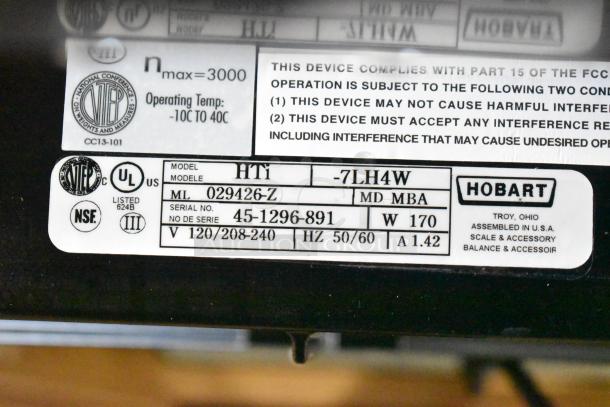 HOBART
MD MBA
-7LH4W
HTi
nmax=3000
Operating Temp:
-10C TO 40C
NATIONAL CONFERENCE
NTEP
ON WEIGHTS AND MEASURES
CC13-101
THIS DEVICE COMPLIES WITH PART 15 OF THE FCC
OPERATION IS SUBJECT TO THE FOLLOWING TWO
(1) THIS DEVICE MAY NOT CAUSE HARMFUL
(2) THIS DEVICE MUST ACCEPT ANY INTERFERENCE
INCLUDING INTERFERENCE THAT MAY CAUSE UNDESIRED
NTEP C UL US
LISTED
624B
NSF III
MODEL HTi -7LH4W
MODELE
ML 029426-Z MD MBA
SERIAL NO. 45-1296-891 W 170
NO DE SERIE
V 120/208-240 HZ 50/60 A 1.42
HOBART
TROY, OHIO
ASSEMBLED IN U.S.A.
SCALE & ACCESSORY
BALANCE & ACCESSOIR